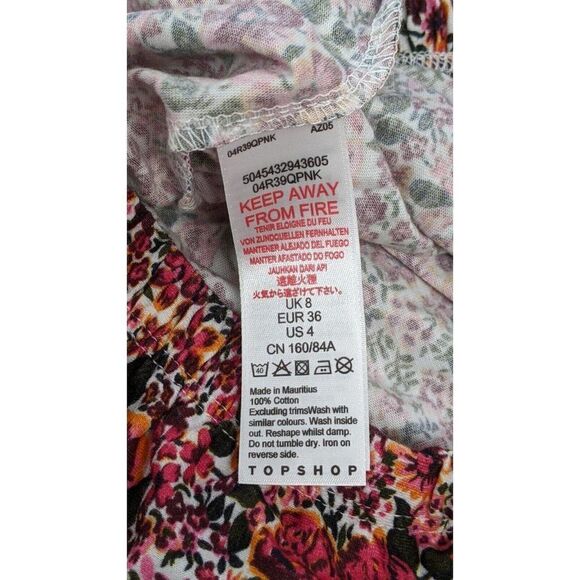 04R39QPNK AZ05
5045432943605
04R39QPNK
KEEP AWAY
FROM FIRE
TENIR ELOIGNE DU FEU
VON ZUNDQUELLEN FERNHALTEN
MANTENER ALEJADO DEL FUEGO
MANTER AFASTADO DO FOGO
JAUHKAN DARI API
遠離火種
火気から遠ざけて下さい。
UK 8
EUR 36
US 4
CN 160/84A
40
Made in Mauritius
100% Cotton
Excluding trimsWash with
similar colours. Wash inside
out. Reshape whilst damp.
Do not tumble dry. Iron on
reverse side.
TOPSHOP